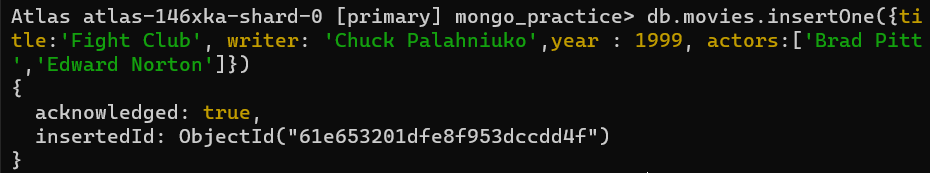 Atlas atlas-146xka-shard-0 [primary] mongo_practice> db.movies.insertOne({ti
tle:'Fight Club', writer: 'Chuck Palahniuko',year : 1999, actors:['Brad Pitt
','Edward Norton']})
{
  acknowledged: true,
  insertedId: ObjectId("61e653201dfe8f953dccdd4f")
}